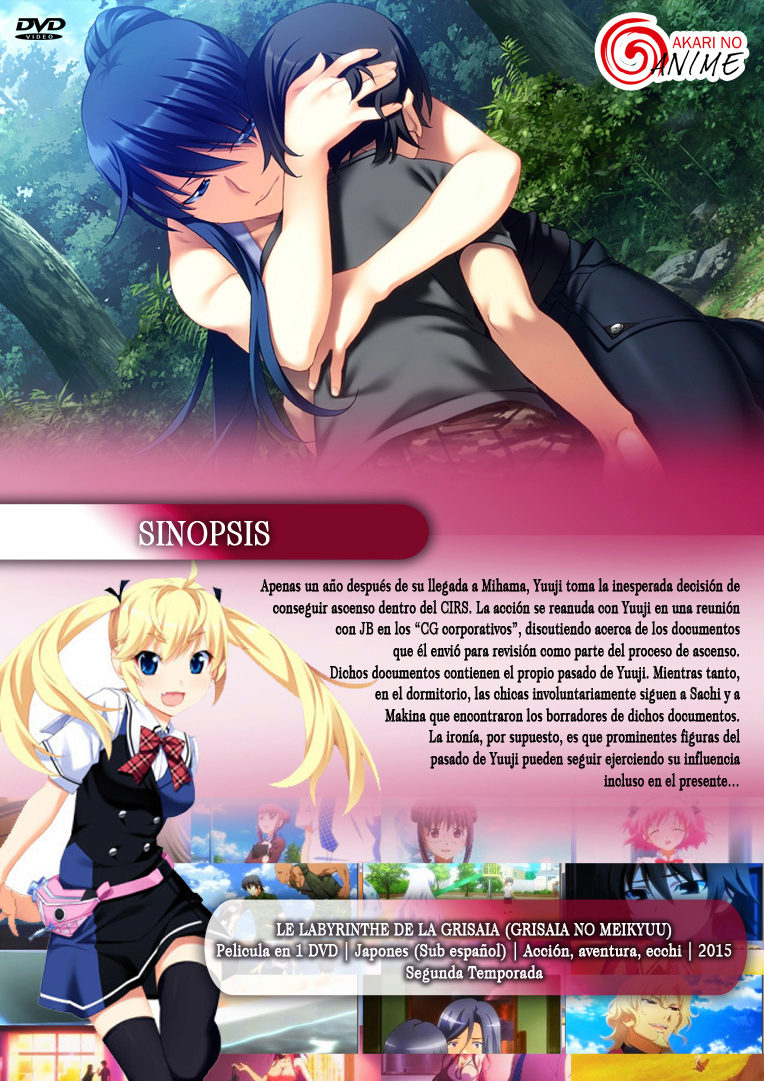 DVD
VIDEO
AKARI NO
ANIME
SINOPSIS
Apenas un año después de su llegada a Mihama, Yuuji toma la inesperada decisión de
conseguir ascenso dentro del CIRS. La acción se reanuda con Yuuji en una reunión
con JB en los “CG corporativos”, discutiendo acerca de los documentos
que él envió para revisión como parte del proceso de ascenso.
Dichos documentos contienen el propio pasado de Yuuji. Mientras tanto,
en el dormitorio, las chicas involuntariamente siguen a Sachi y a
Makina que encontraron los borradores de dichos documentos.
La ironía, por supuesto, es que prominentes figuras del
pasado de Yuuji pueden seguir ejerciendo su influencia
incluso en el presente...
LE LABYRINTHE DE LA GRISAIA (GRISAIA NO MEIKYUU)
Pelicula en 1 DVD | Japones (Sub español) | Acción, aventura, ecchi | 2015
Segunda Temporada